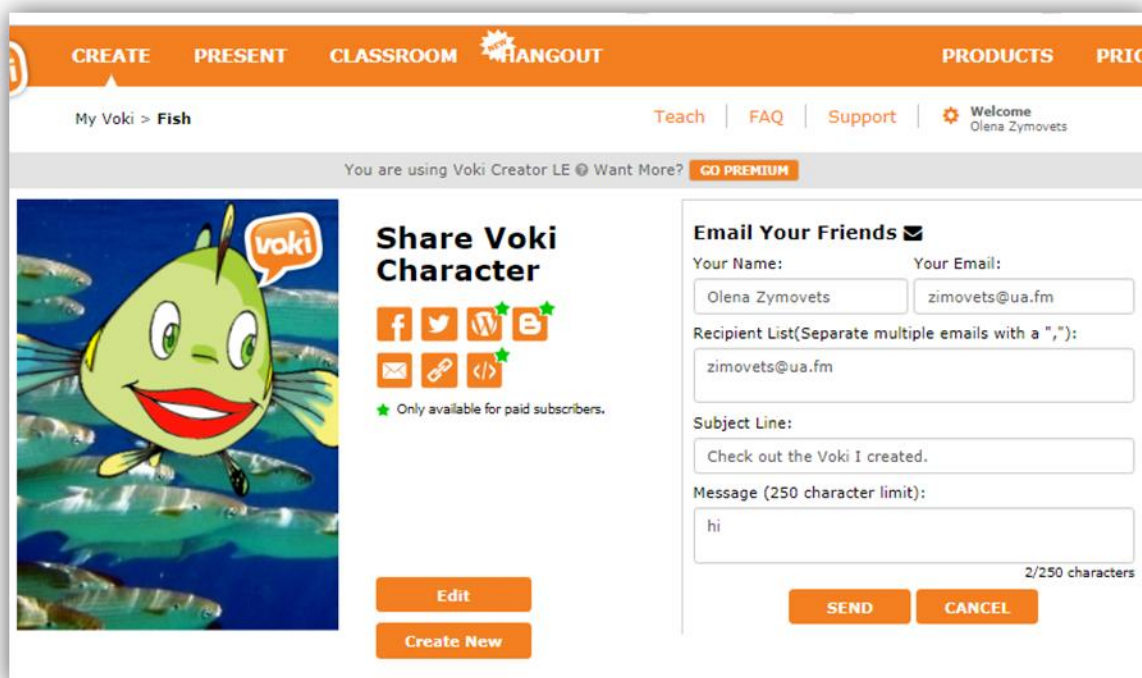 CREATE PRESENT CLASSROOM NEW HANGOUT PRODUCTS
My Voki > Fish Teach FAQ Support Welcome
Olena Zymovets
You are using Voki Creator LE Want More? GO PREMIUM
voki
Share Voki
Character
Only available for paid subscribers.
Edit
Create New
Email Your Friends
Your Name: Your Email:
Olena Zymovets zimovets@ua.fm
Recipient List(Separate multiple emails with a ","):
zimovets@ua.fm
Subject Line:
Check out the Voki I created.
Message (250 character limit):
hi
2/250 characters
SEND CANCEL